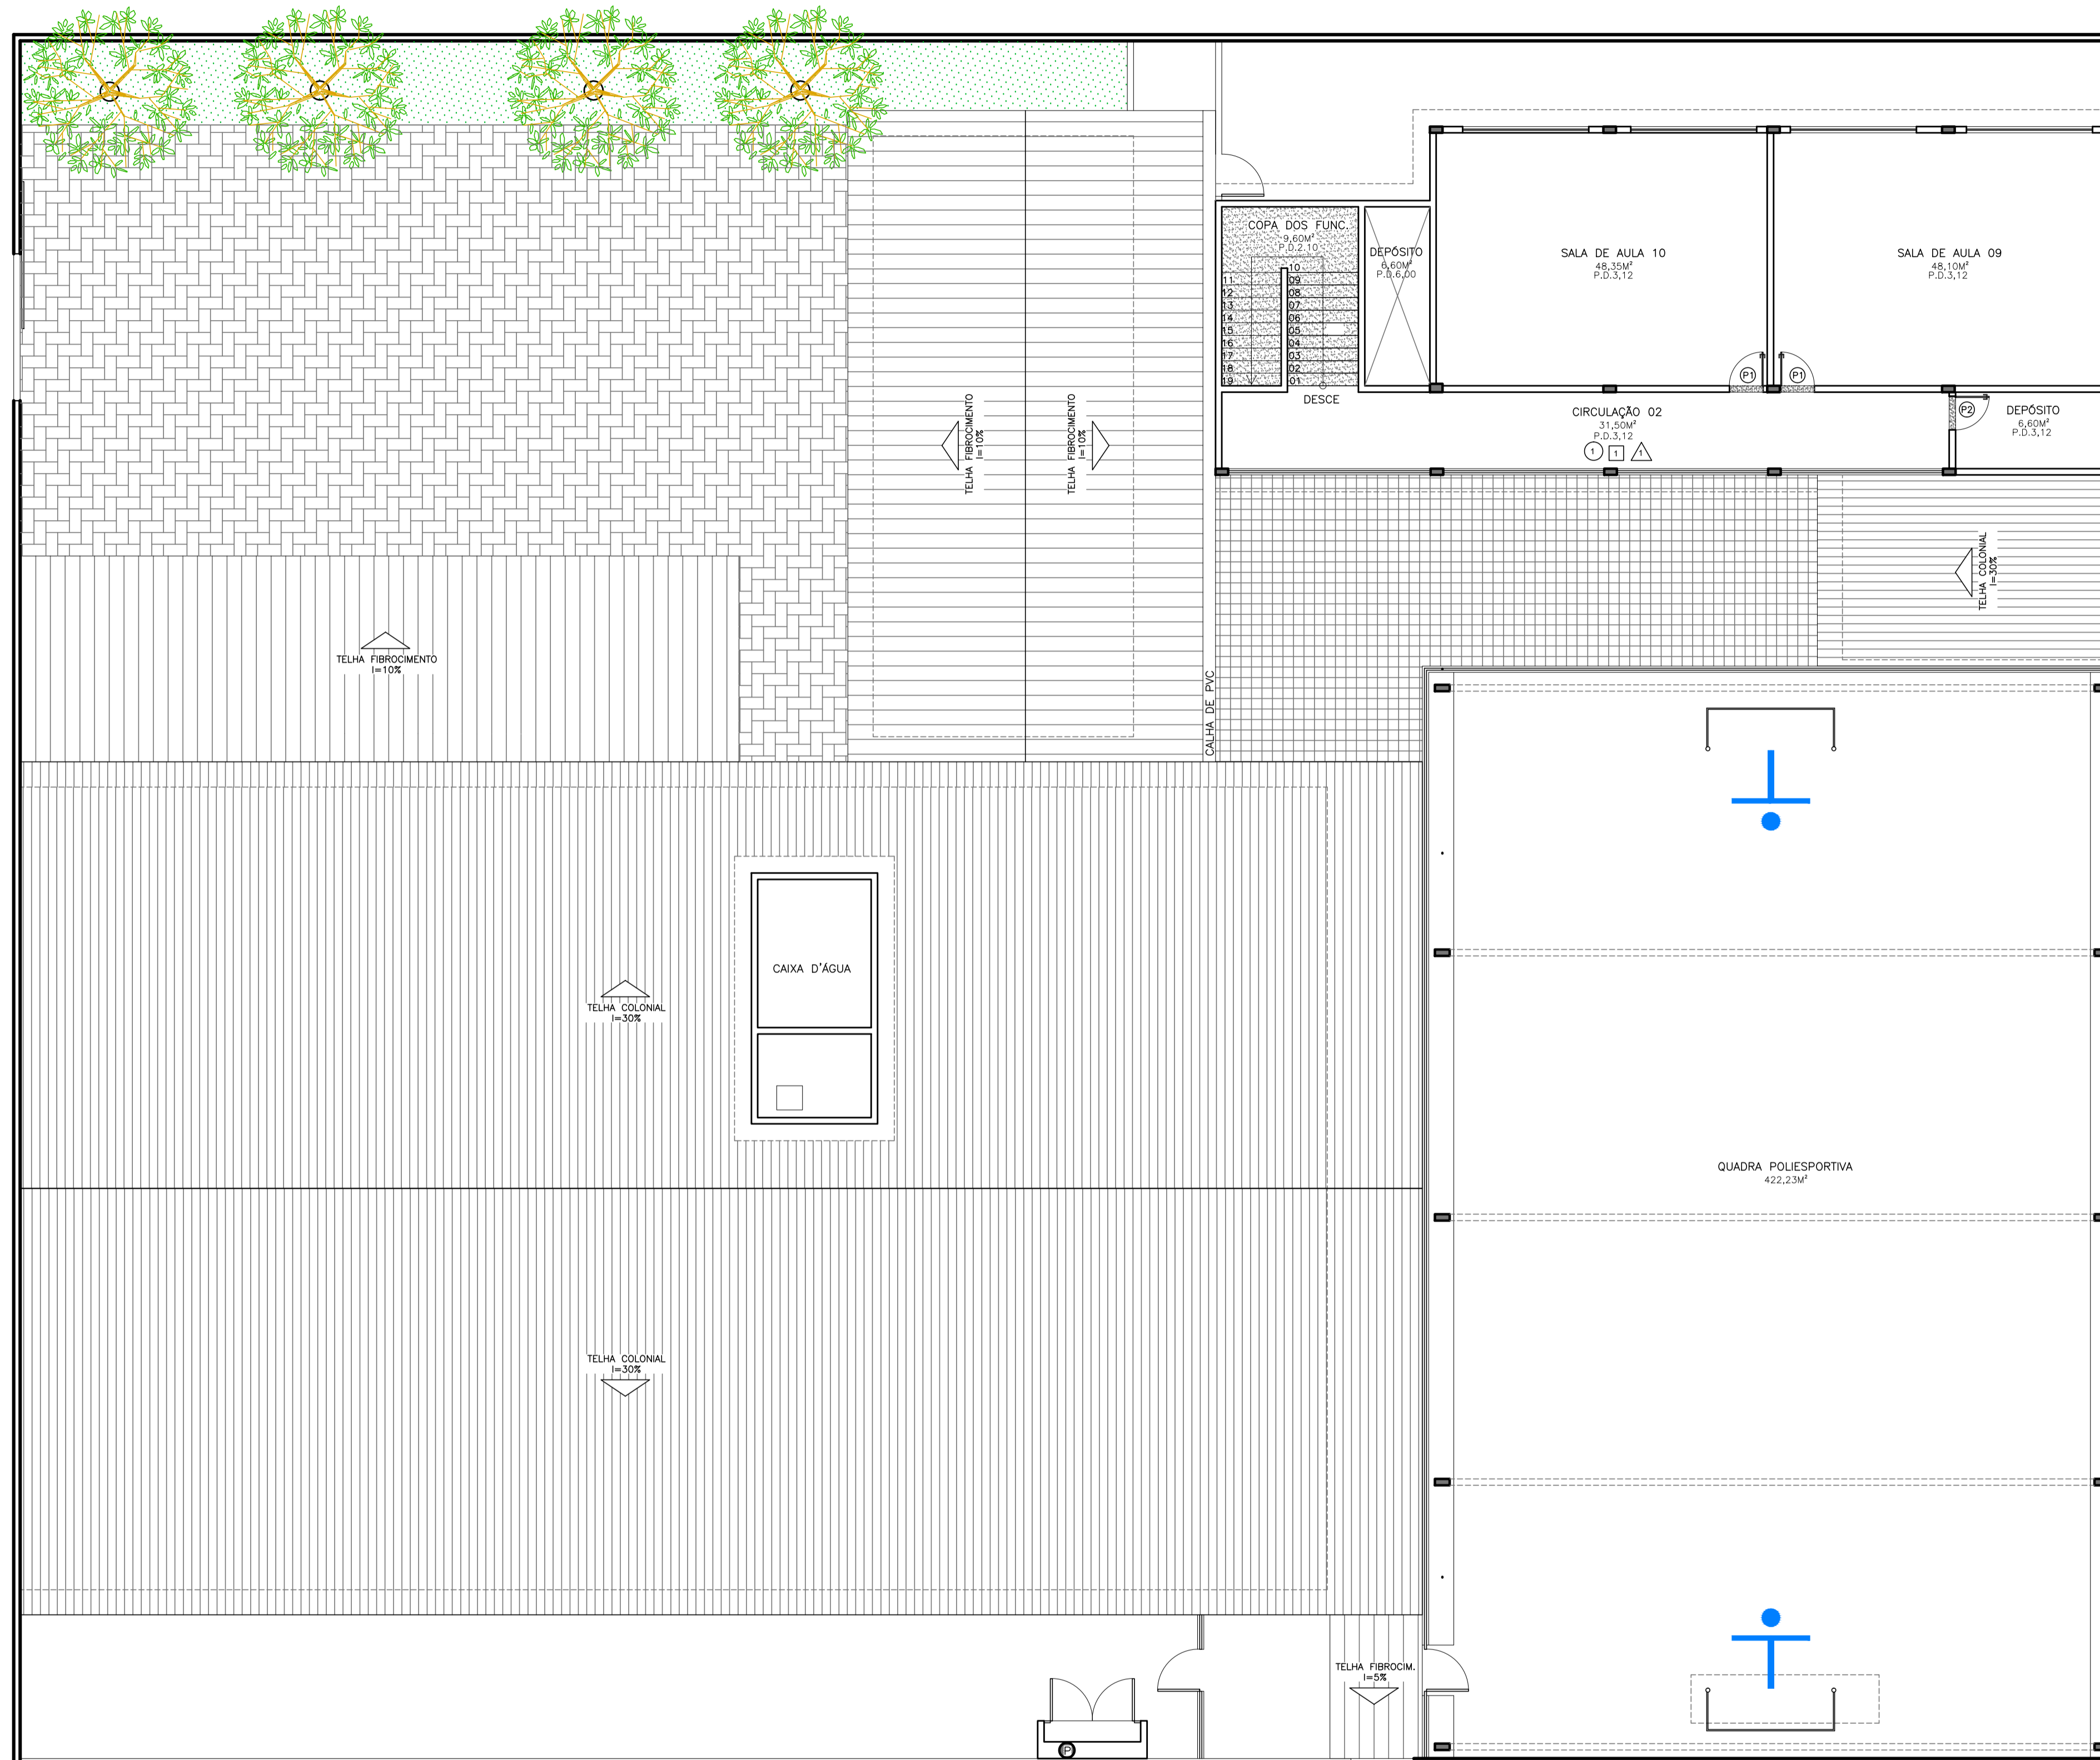 COPA DOS FUNC.
9,60M²
P.D.2.10
DEPÓSITO
6,60M²
P.D.6,00
SALA DE AULA 10
48,35M²
P.D.3,12
SALA DE AULA 09
48,10M²
P.D.3,12
10
11 09
12 08
13 07
14 06
15 05
16 04
17 03
18 02
19 01
DESCE
P1
P1
P2
CIRCULAÇÃO 02
31,50M²
P.D.3,12
1 1 1
DEPÓSITO
6,60M²
P.D.3,12
TELHA FIBROCIMENTO
I=10%
TELHA FIBROCIMENTO
I=10%
TELHA COLONIAL
I=30%
TELHA FIBROCIMENTO
I=10%
CALHA DE PVC
CAIXA D'ÁGUA
TELHA COLONIAL
I=30%
QUADRA POLIESPORTIVA
422,23M²
TELHA COLONIAL
I=30%
TELHA FIBROCIM.
I=5%
P